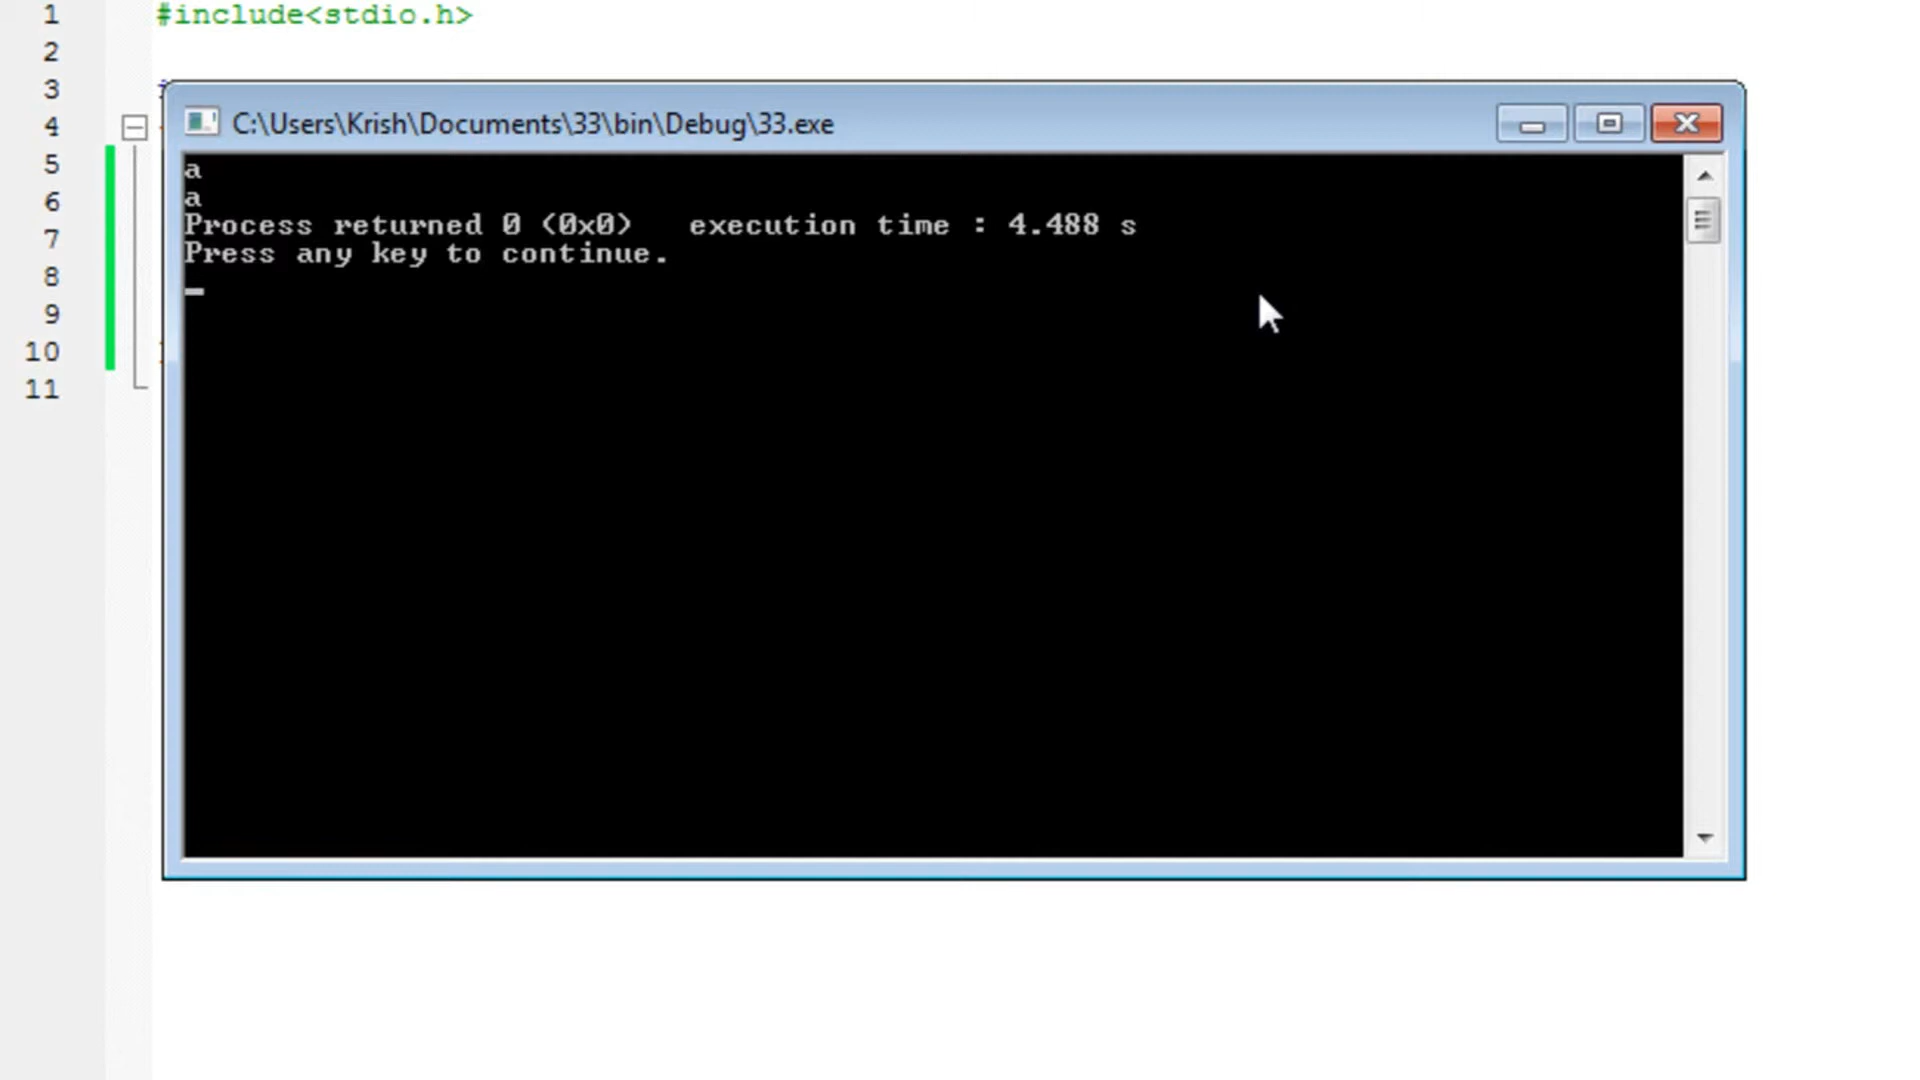 1 #include<stdio.h>
2
3
4
C:\Users\Krish\Documents\33\bin\Debug\33.exe
5
6
7
8
9
10
11
a
a
Process returned 0 (0x0)   execution time : 4.488 s
Press any key to continue.